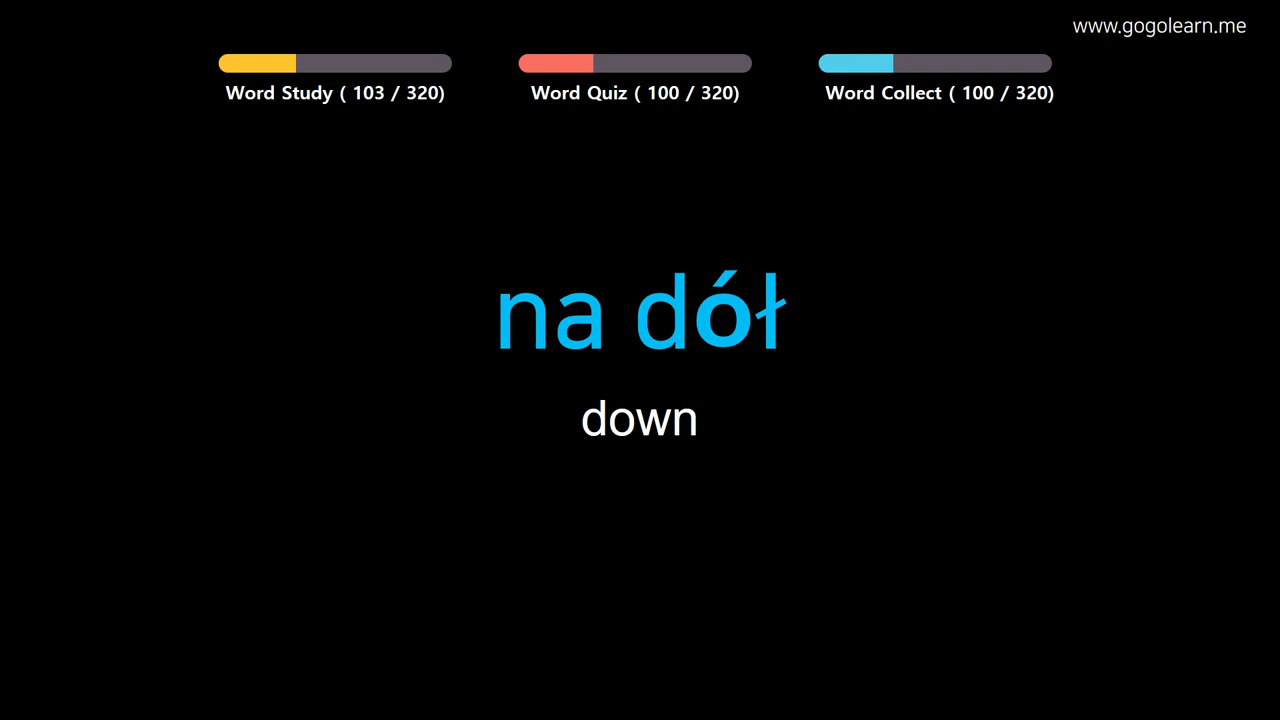 www.gogolearn.me
Word Study ( 103 / 320)
Word Quiz ( 100 / 320)
Word Collect ( 100 / 320)
na dół
down